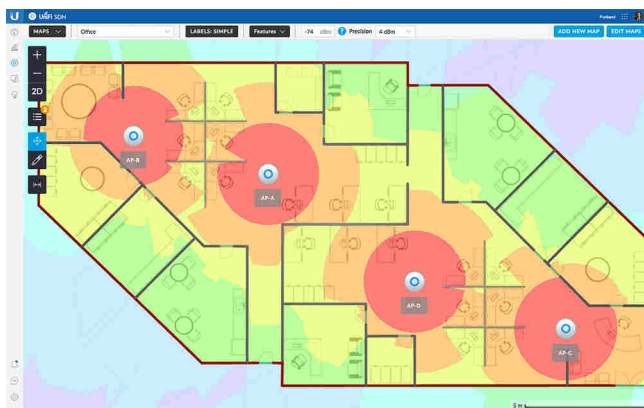 UniFi SDN
Portland
MAPS
Office
LABELS: SIMPLE
Features
-74 dBm
Precision
4 dBm
ADD NEW MAP
EDIT MAPS
2D
AP-B
AP-A
AP-D
AP-C
5 m